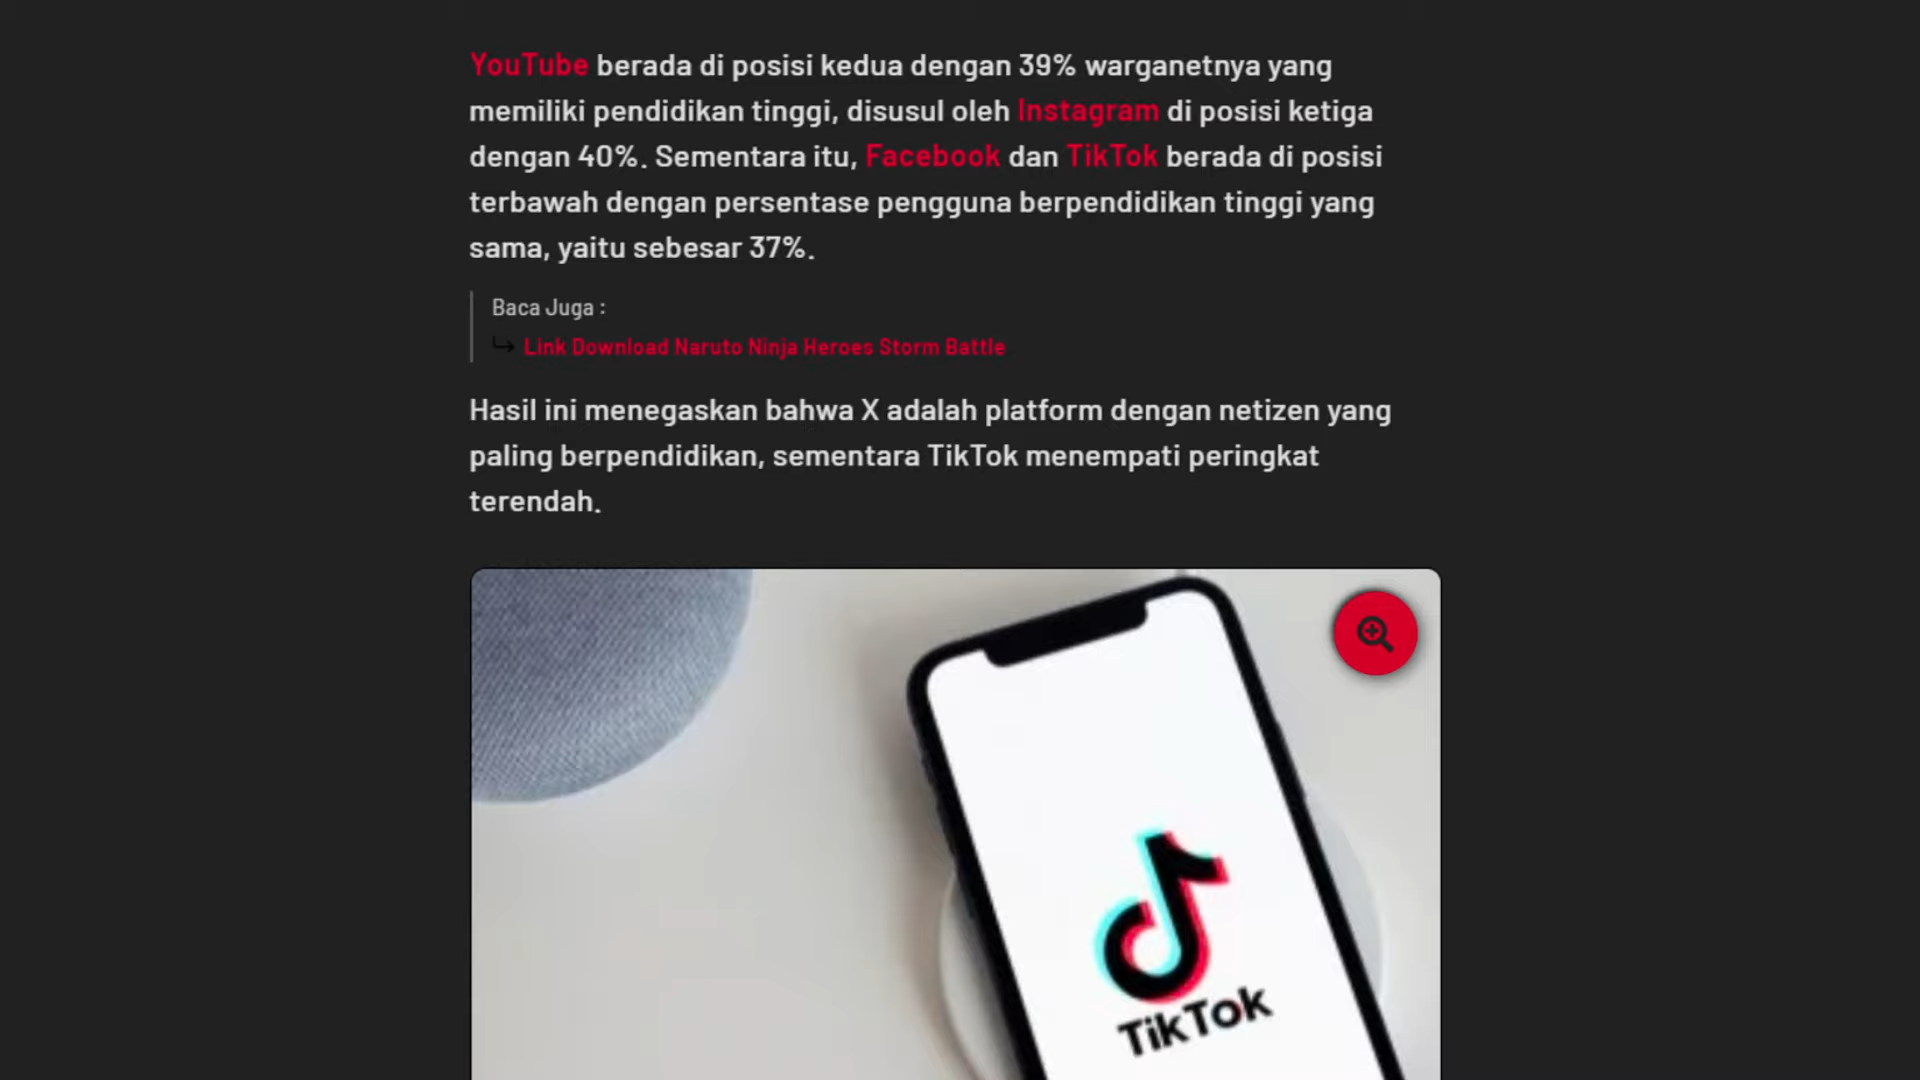 YouTube berada di posisi kedua dengan 39% warganetnya yang
memiliki pendidikan tinggi, disusul oleh Instagram di posisi ketiga
dengan 40%. Sementara itu, Facebook dan TikTok berada di posisi
terbawah dengan persentase pengguna berpendidikan tinggi yang
sama, yaitu sebesar 37%.
Baca Juga :
Link Download Naruto Ninja Heroes Storm Battle
Hasil ini menegaskan bahwa X adalah platform dengan netizen yang
paling berpendidikan, sementara TikTok menempati peringkat
terendah.
TikTok